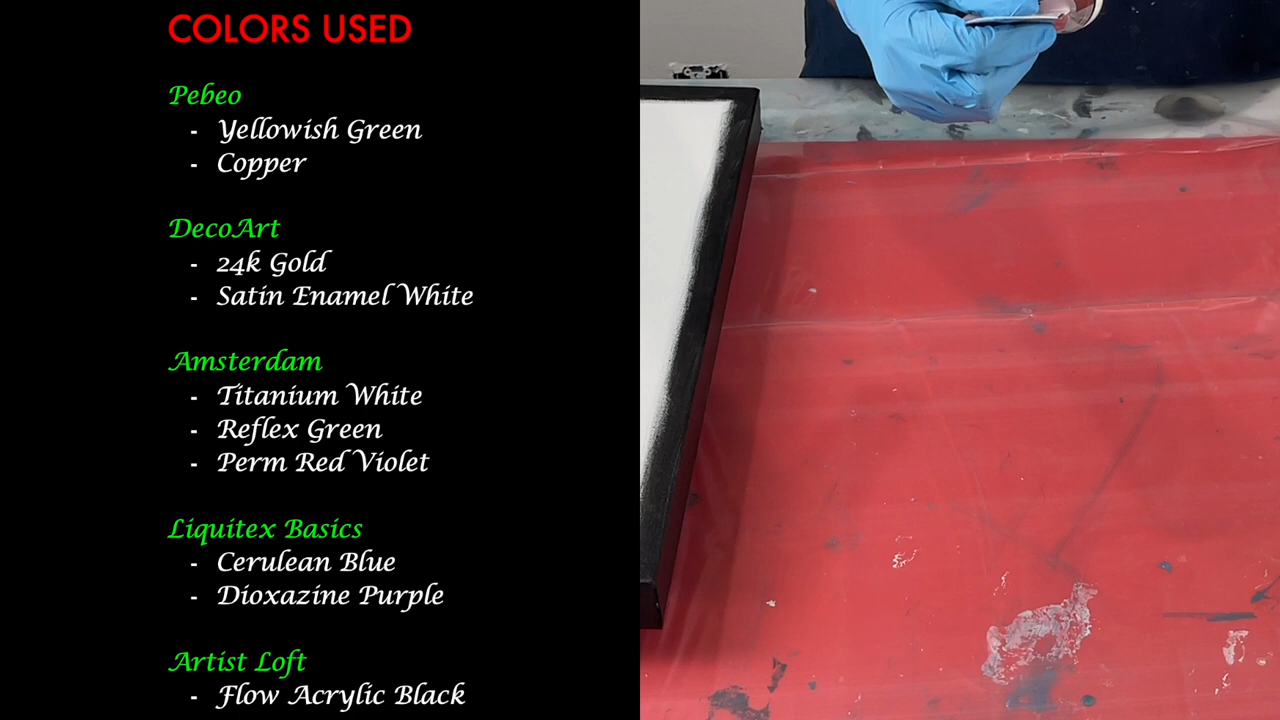 COLORS USED
Pebeo
- Yellowish Green
- Copper
DecoArt
- 24k Gold
- Satin Enamel White
Amsterdam
- Titanium White
- Reflex Green
- Perm Red Violet
Liquitex Basics
- Cerulean Blue
- Dioxazine Purple
Artist Loft
- Flow Acrylic Black